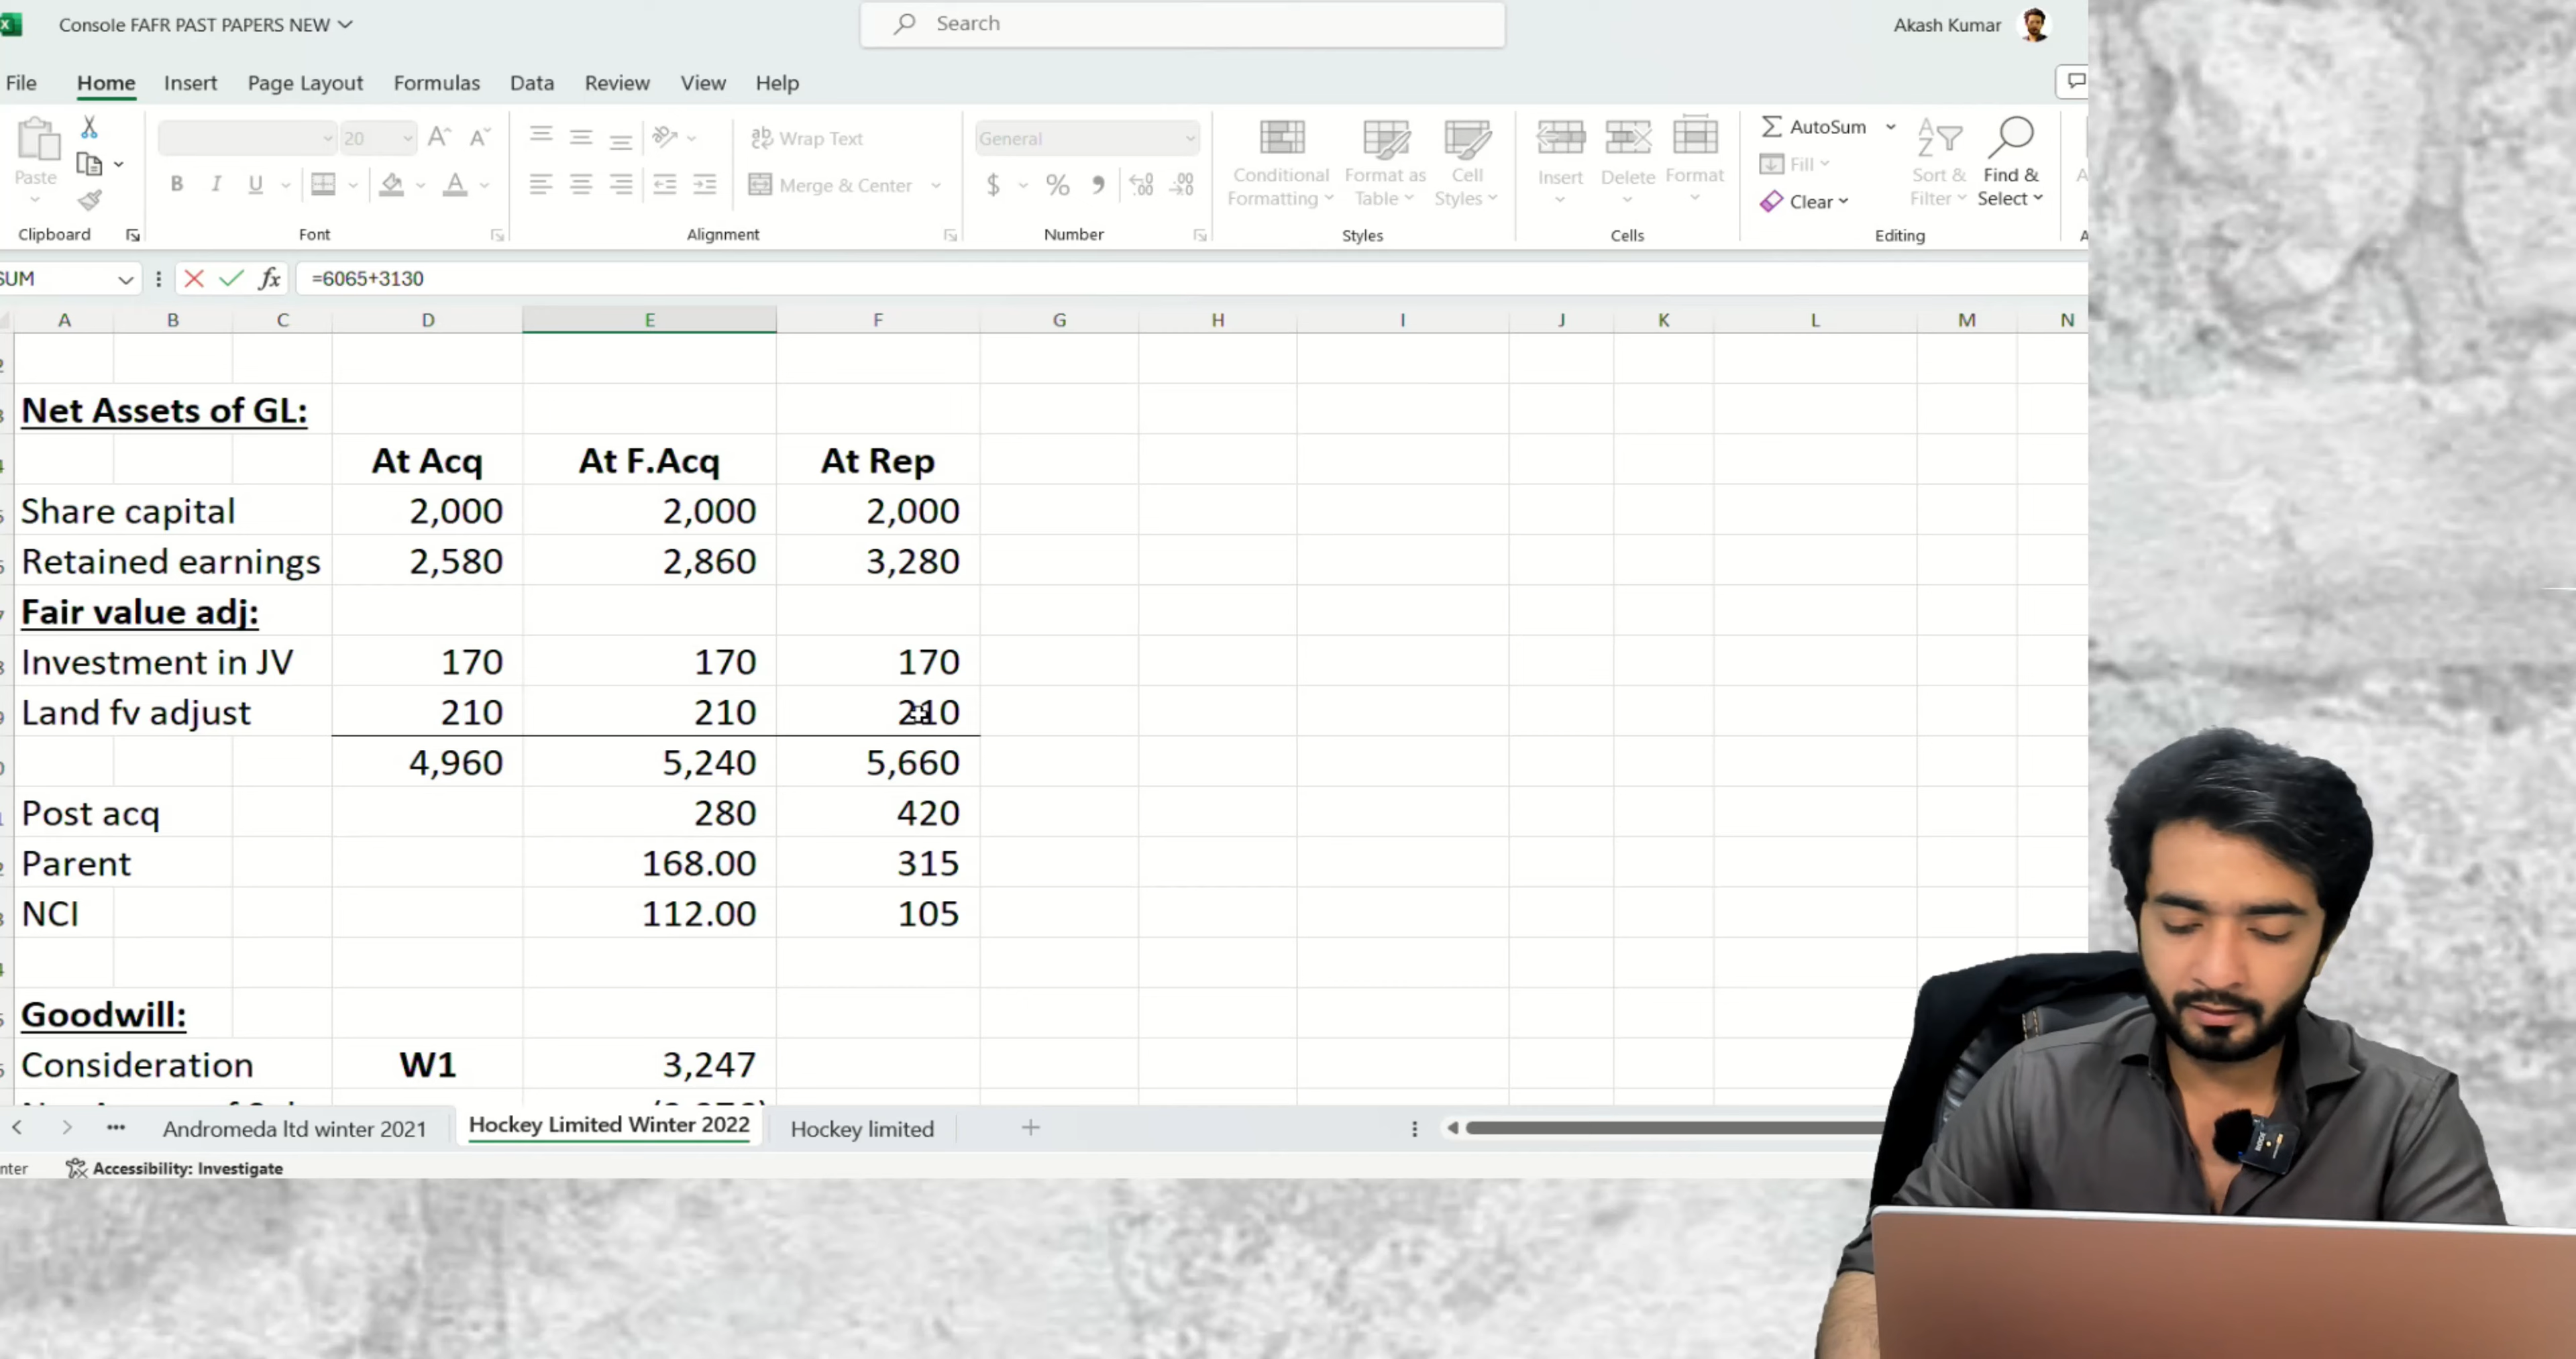 Console FAFR PAST PAPERS NEW
Search
Akash Kumar
File Home Insert Page Layout Formulas Data Review View Help
Paste
Clipboard
20
B I U
Font
Wrap Text
Merge & Center
Alignment
General
$ % 9
Number
Conditional Formatting
Format as Table
Cell Styles
Styles
Insert Delete Format
Cells
AutoSum
Fill
Clear
Sort & Filter
Find & Select
Editing
SUM fx =6065+3130
A B C D E F G H I J K L M N
Net Assets of GL:
At Acq At F.Acq At Rep
Share capital 2,000 2,000 2,000
Retained earnings 2,580 2,860 3,280
Fair value adj:
Investment in JV 170 170 170
Land fv adjust 210 210 210
4,960 5,240 5,660
Post acq 280 420
Parent 168.00 315
NCI 112.00 105
Goodwill:
Consideration W1 3,247
Andromeda ltd winter 2021 Hockey Limited Winter 2022 Hockey limited
Accessibility: Investigate